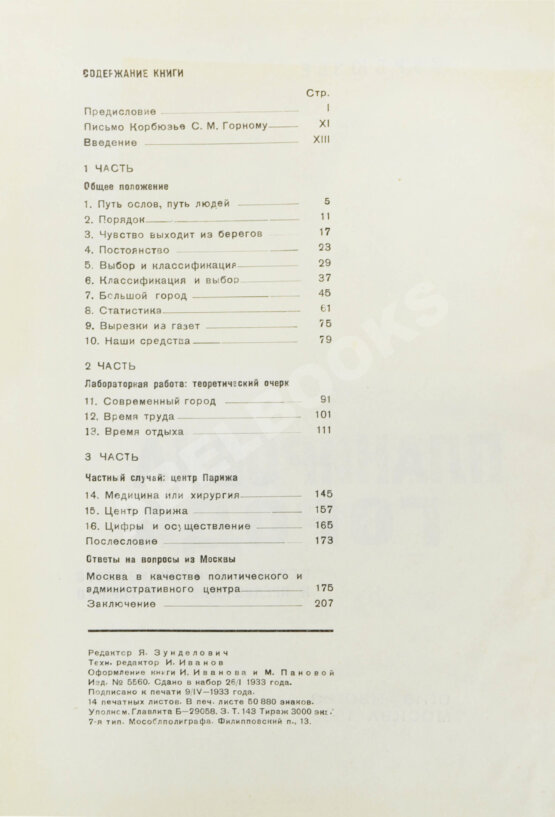 СОДЕРЖАНИЕ КНИГИ
Стр.
Предисловие I
Письмо Корбюзье С. М. Горному XI
Введение XIII
1 ЧАСТЬ
Общее положение
1. Путь ослов, путь людей 5
2. Порядок 11
3. Чувство выходит из берегов 17
4. Постоянство 23
5. Выбор и классификация 29
6. Классификация и выбор 37
7. Большой город 45
8. Статистика 61
9. Вырезки из газет 75
10. Наши средства 79
2 ЧАСТЬ
Лабораторная работа: теоретический очерк
11. Современный город 91
12. Время труда 101
13. Время отдыха 111
3 ЧАСТЬ
Частный случай: центр Парижа
14. Медицина или хирургия 145
15. Центр Парижа 157
16. Цифры и осуществление 165
Послесловие 173
Ответы на вопросы из Москвы
Москва в качестве политического и
административного центра 175
Заключение 207
Редактор Я. Зунделович
Техн. редактор И. Иванов
Оформление книги И. Иванова и М. Пановой
Изд. № 5560. Сдано в набор 26/I 1933 года.
Подписано к печати 9/IV—1933 года.
14 печатных листов. В печ. листе 50 880 знаков.
Уполном. Главлита Б—29058. З. Т. 143 Тираж 3000 экз.
7-я тип. Мособлполиграфа. Филипповский п., 13.